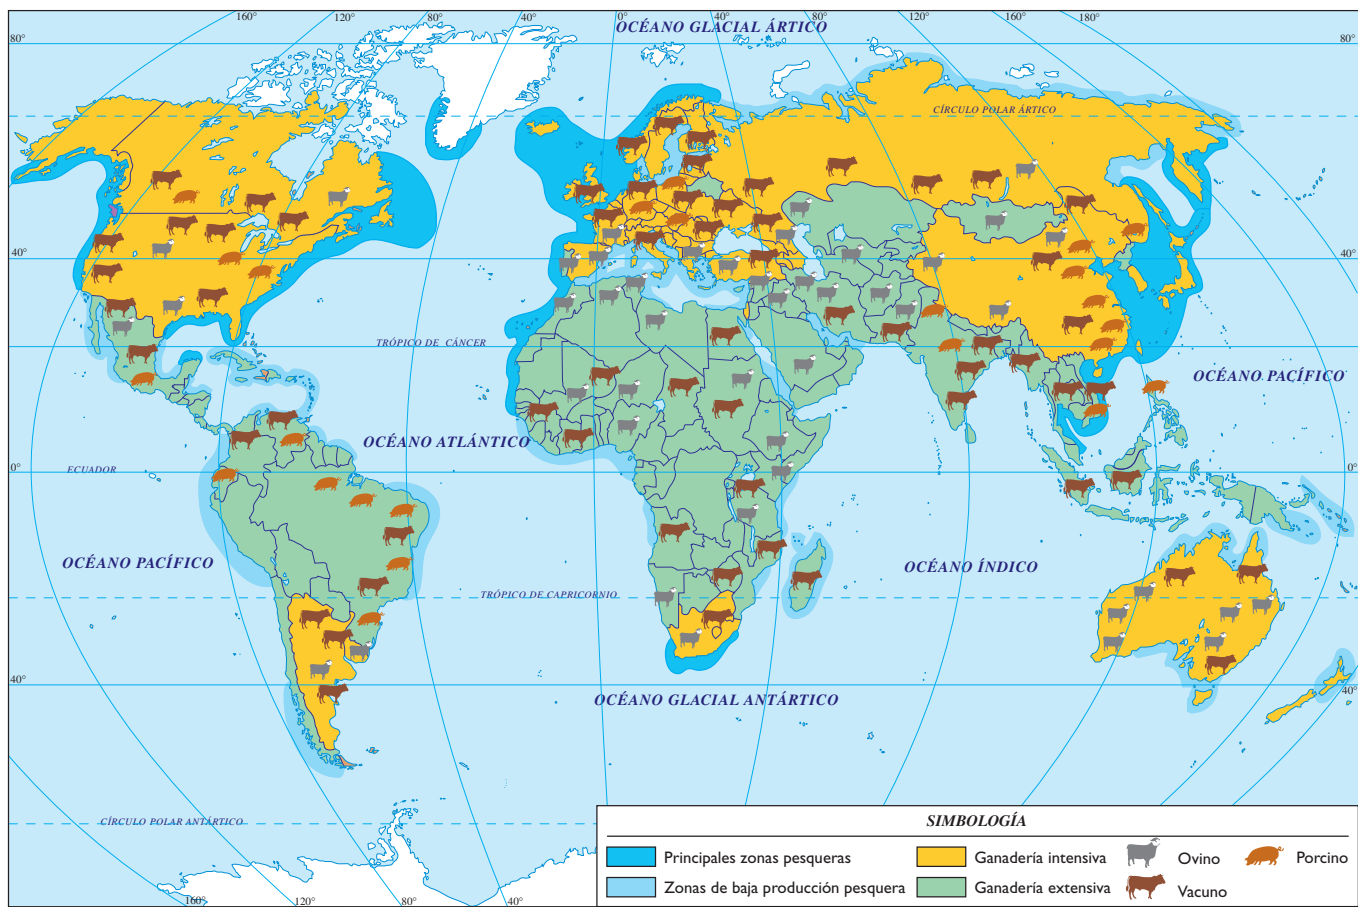 160° 120° 80° 40° 0° 40° 80° 120° 160° 180°
OCÉANO GLACIAL ÁRTICO
80° 80°
CÍRCULO POLAR ÁRTICO
40° 40°
TRÓPICO DE CÁNCER
OCÉANO PACÍFICO
OCÉANO ATLÁNTICO
ECUADOR
0° 0°
OCÉANO PACÍFICO
OCÉANO ÍNDICO
TRÓPICO DE CAPRICORNIO
40° 40°
OCÉANO GLACIAL ANTÁRTICO
CÍRCULO POLAR ANTÁRTICO
SIMBOLOGÍA
Principales zonas pesqueras
Ganadería intensiva
Ovino
Porcino
Zonas de baja producción pesquera
Ganadería extensiva
Vacuno
160° 120° 80° 40° 0° 40°